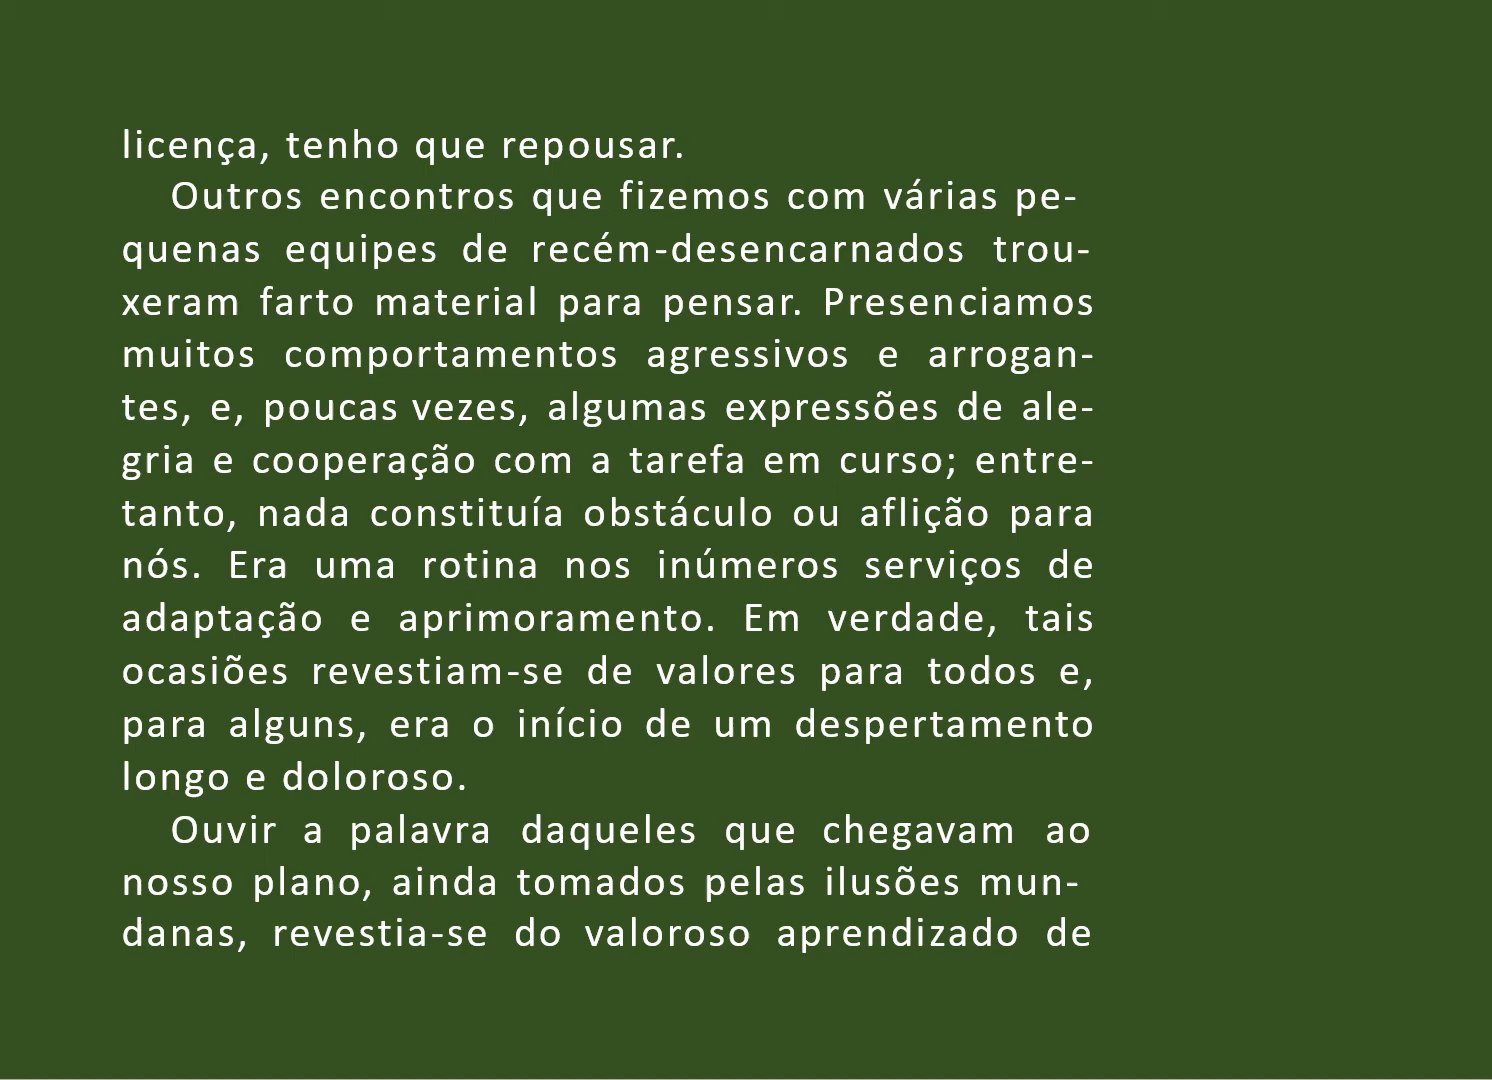 licença, tenho que repousar.
Outros encontros que fizemos com várias pe-
quenas equipes de recém-desencarnados trou-
xeram farto material para pensar. Presenciamos
muitos comportamentos agressivos e arrogan-
tes, e, poucas vezes, algumas expressões de ale-
gria e cooperação com a tarefa em curso; entre-
tanto, nada constituía obstáculo ou aflição para
nós. Era uma rotina nos inúmeros serviços de
adaptação e aprimoramento. Em verdade, tais
ocasiões revestiam-se de valores para todos e,
para alguns, era o início de um despertamento
longo e doloroso.
Ouvir a palavra daqueles que chegavam ao
nosso plano, ainda tomados pelas ilusões mun-
danas, revestia-se do valoroso aprendizado de